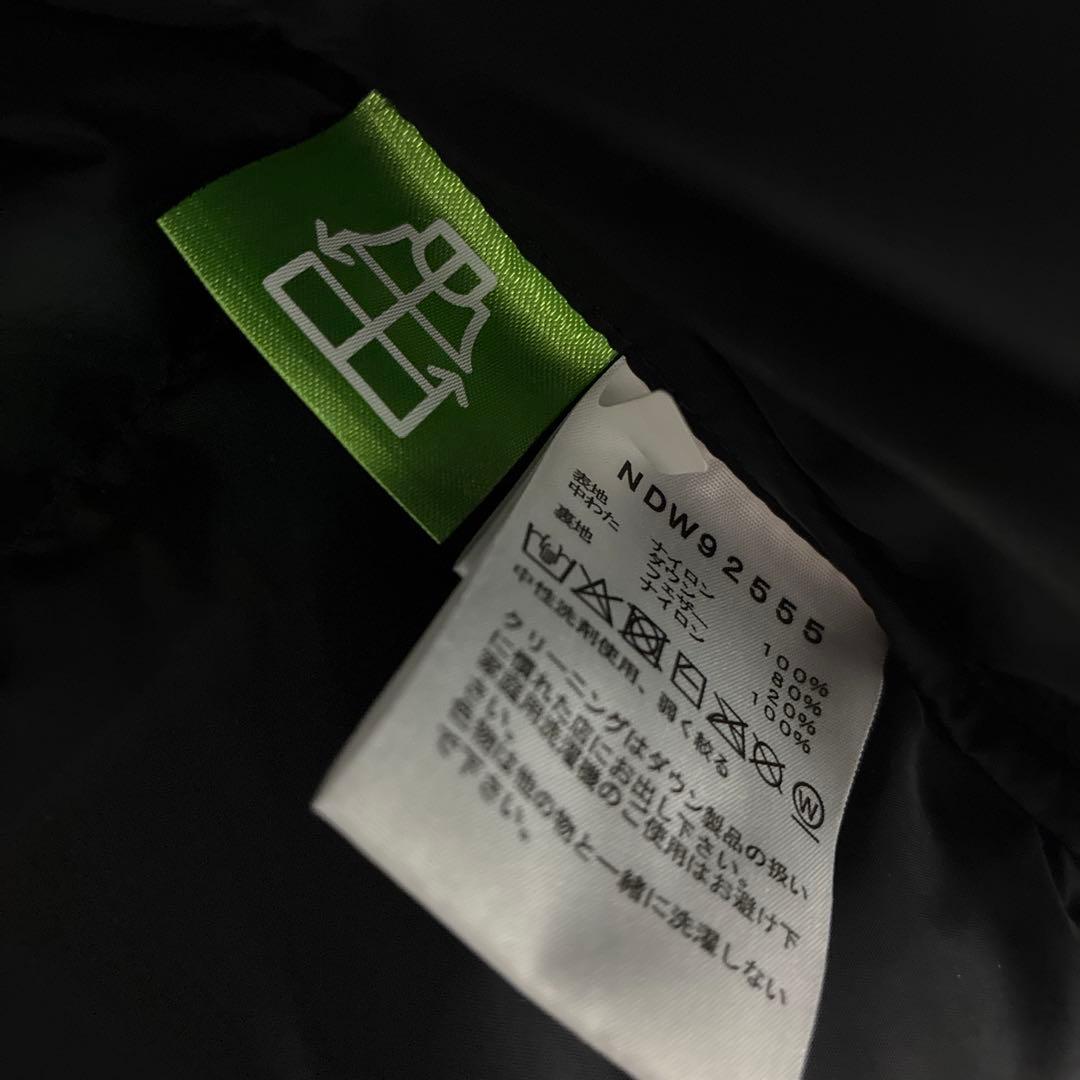 NDW92555
表地 ナイロン 100%
中わた ダウン 80%
フェザー 20%
裏地 ナイロン 100%
W
中性洗剤使用、弱く絞る
クリーニングはダウン製品の扱い
に慣れた店にお出し下さい。
家庭用洗濯機のご使用はお避け下
さい。
色物は他の物と一緒に洗濯しない
で下さい。